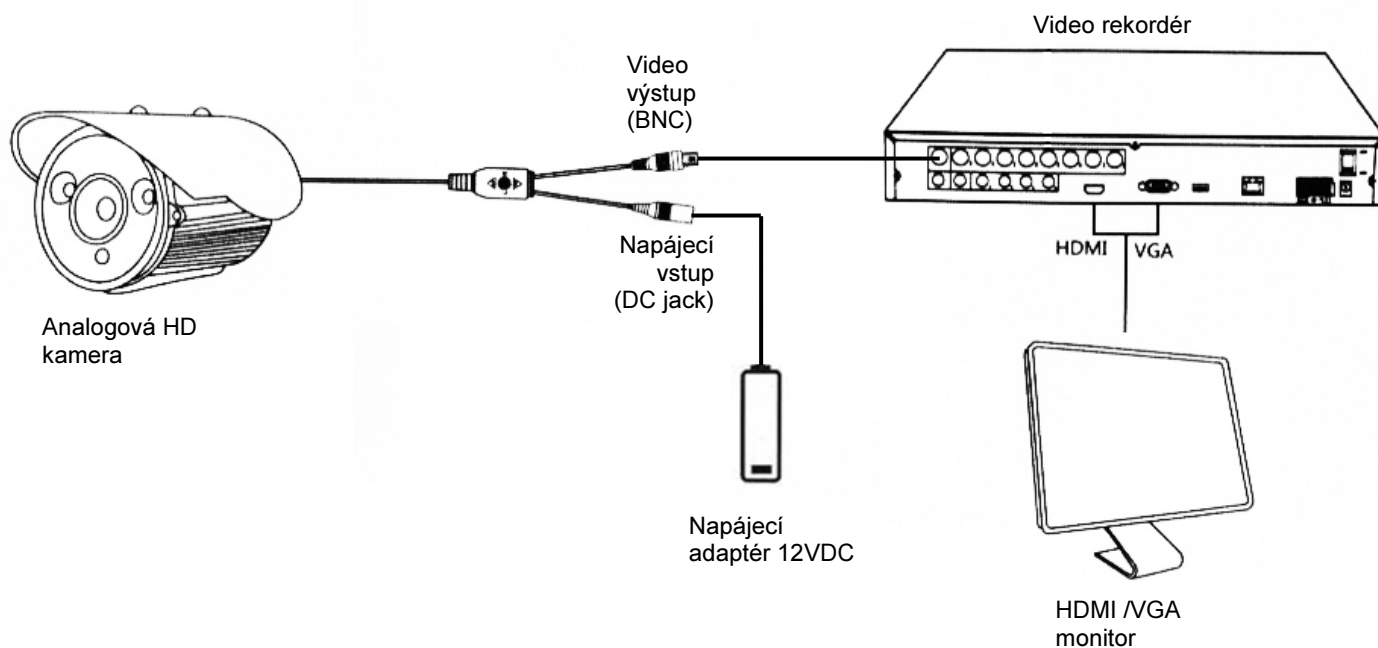 Video rekordér
Video
výstup
(BNC)
Napájecí
vstup
(DC jack)
HDMI
VGA
Analogová HD
kamera
Napájecí
adaptér 12VDC
HDMI /VGA
monitor